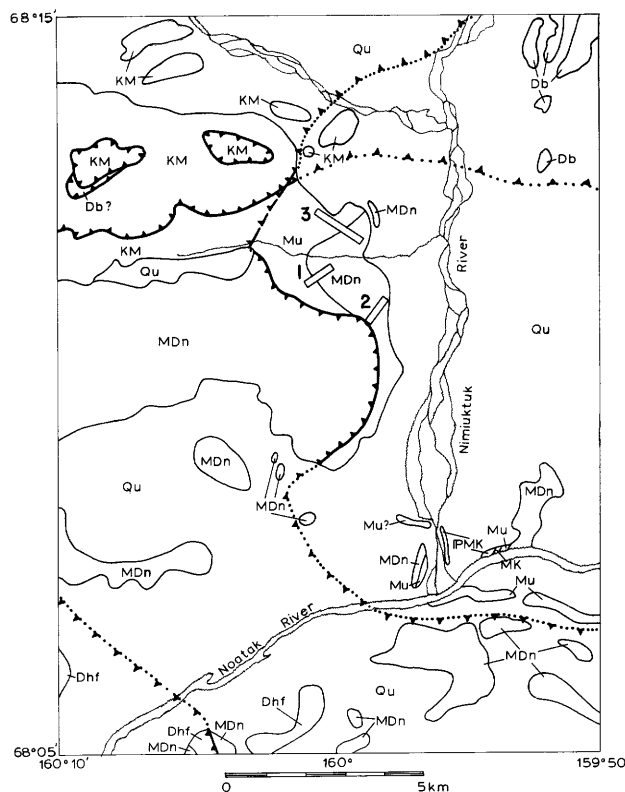 68°15'
Qu
KM
Db
KM
KM
KM
KM
KM
Db
Db?
3
MDn
KM
Mu
River
Qu
1
MDn
2
Qu
MDn
Nimiuktuk
MDn
Qu
MDn
MDn
Mu?
Mu
IPMK
MK
MDn
MDn
Mu
Mu
River
Noatak
MDn
Dhf
Qu
Dhf
Dhf
MDn
MDn
MDn
68°05'
160°10'
160°
159°50'
0
5km